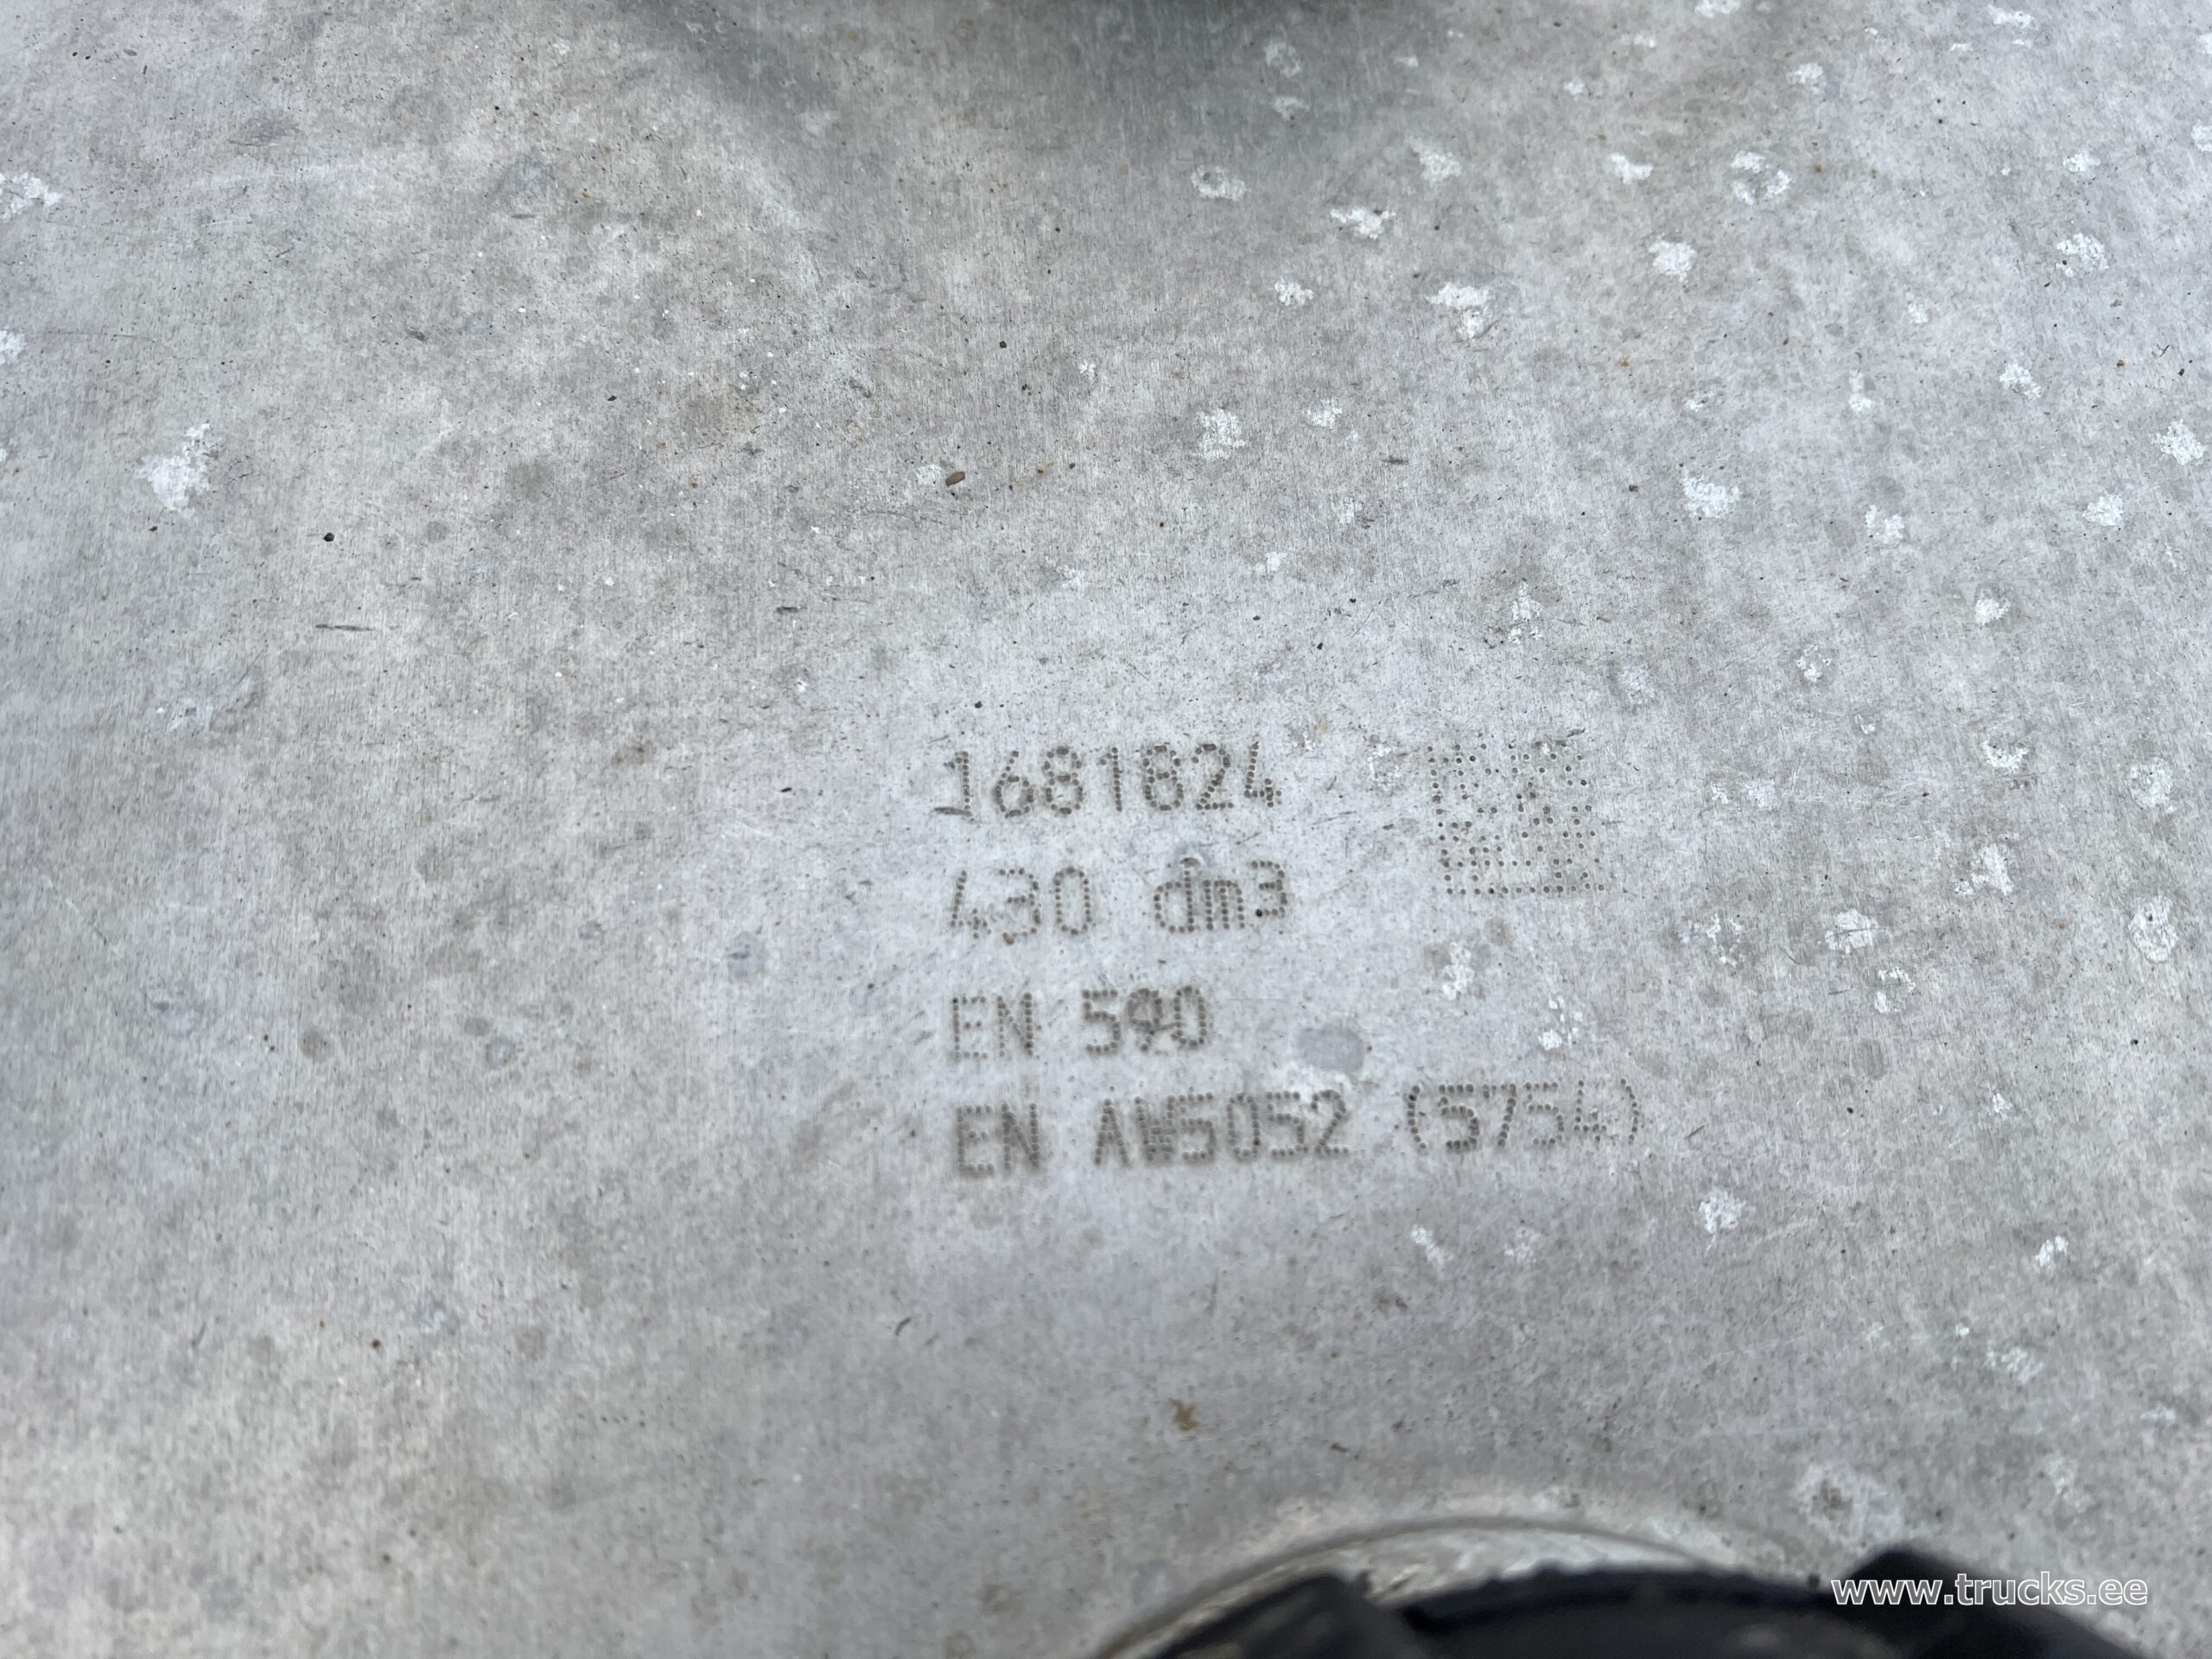 1681824
430 dm3
EN 590
EN AW5052 (5754)
www.trucks.ee